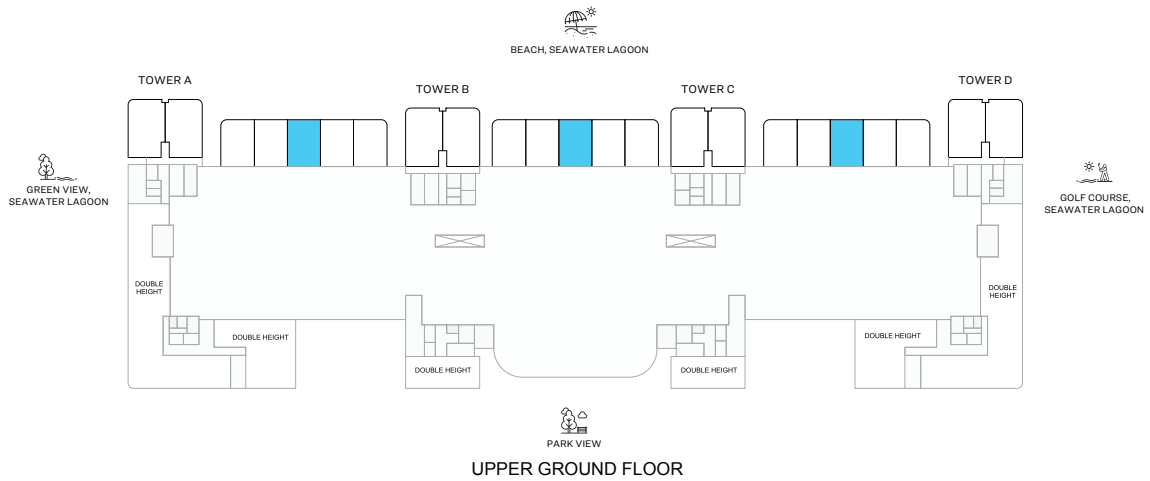 BEACH, SEAWATER LAGOON
TOWER A
TOWER B
TOWER C
TOWER D
GREEN VIEW,
SEAWATER LAGOON
GOLF COURSE,
SEAWATER LAGOON
DOUBLE
HEIGHT
DOUBLE
HEIGHT
DOUBLE HEIGHT
DOUBLE HEIGHT
DOUBLE HEIGHT
DOUBLE HEIGHT
PARK VIEW
UPPER GROUND FLOOR